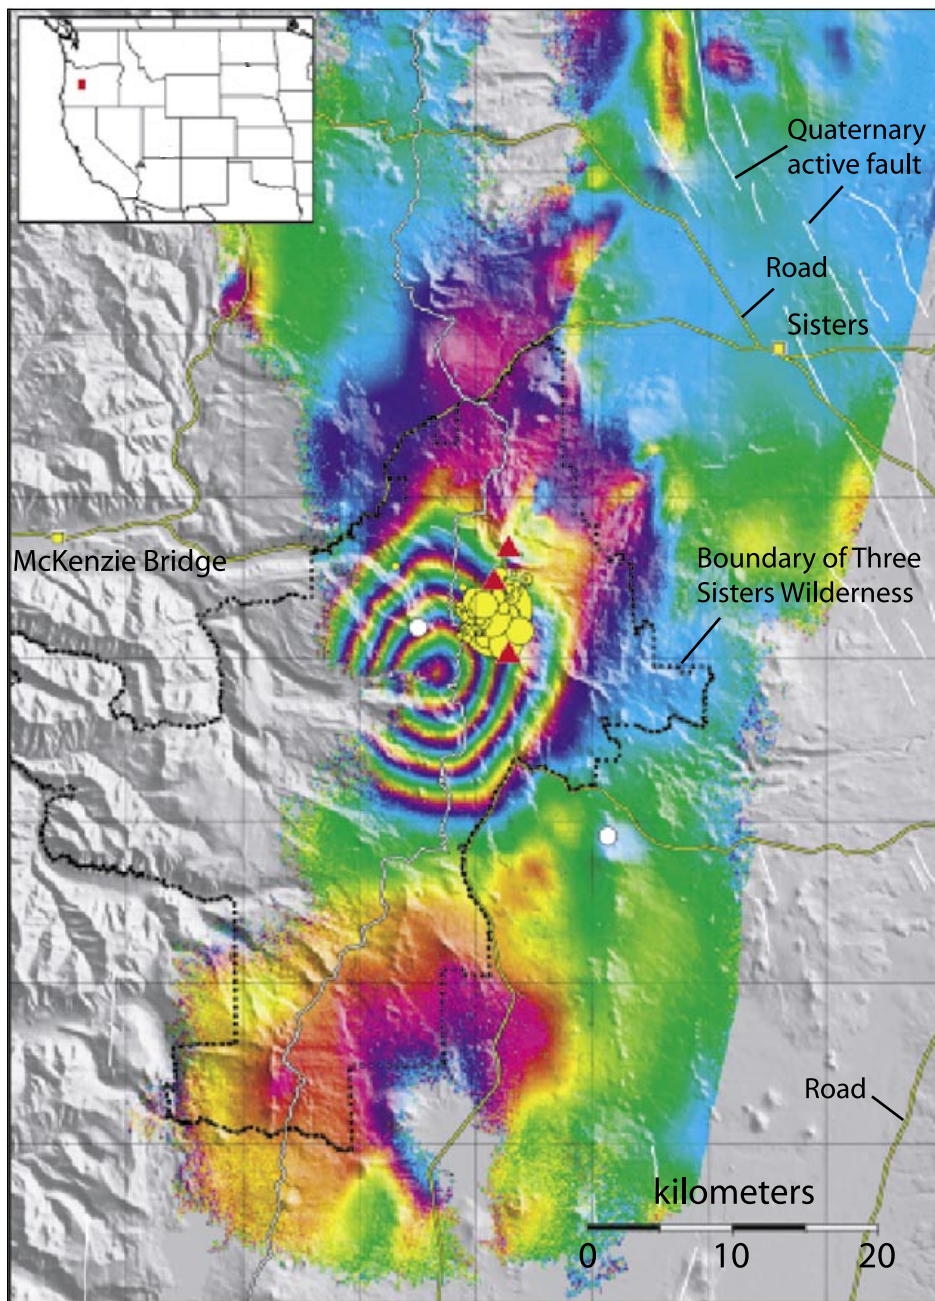 Quaternary
active fault
Road
Sisters
McKenzie Bridge
Boundary of Three
Sisters Wilderness
Road
kilometers
0 10 20